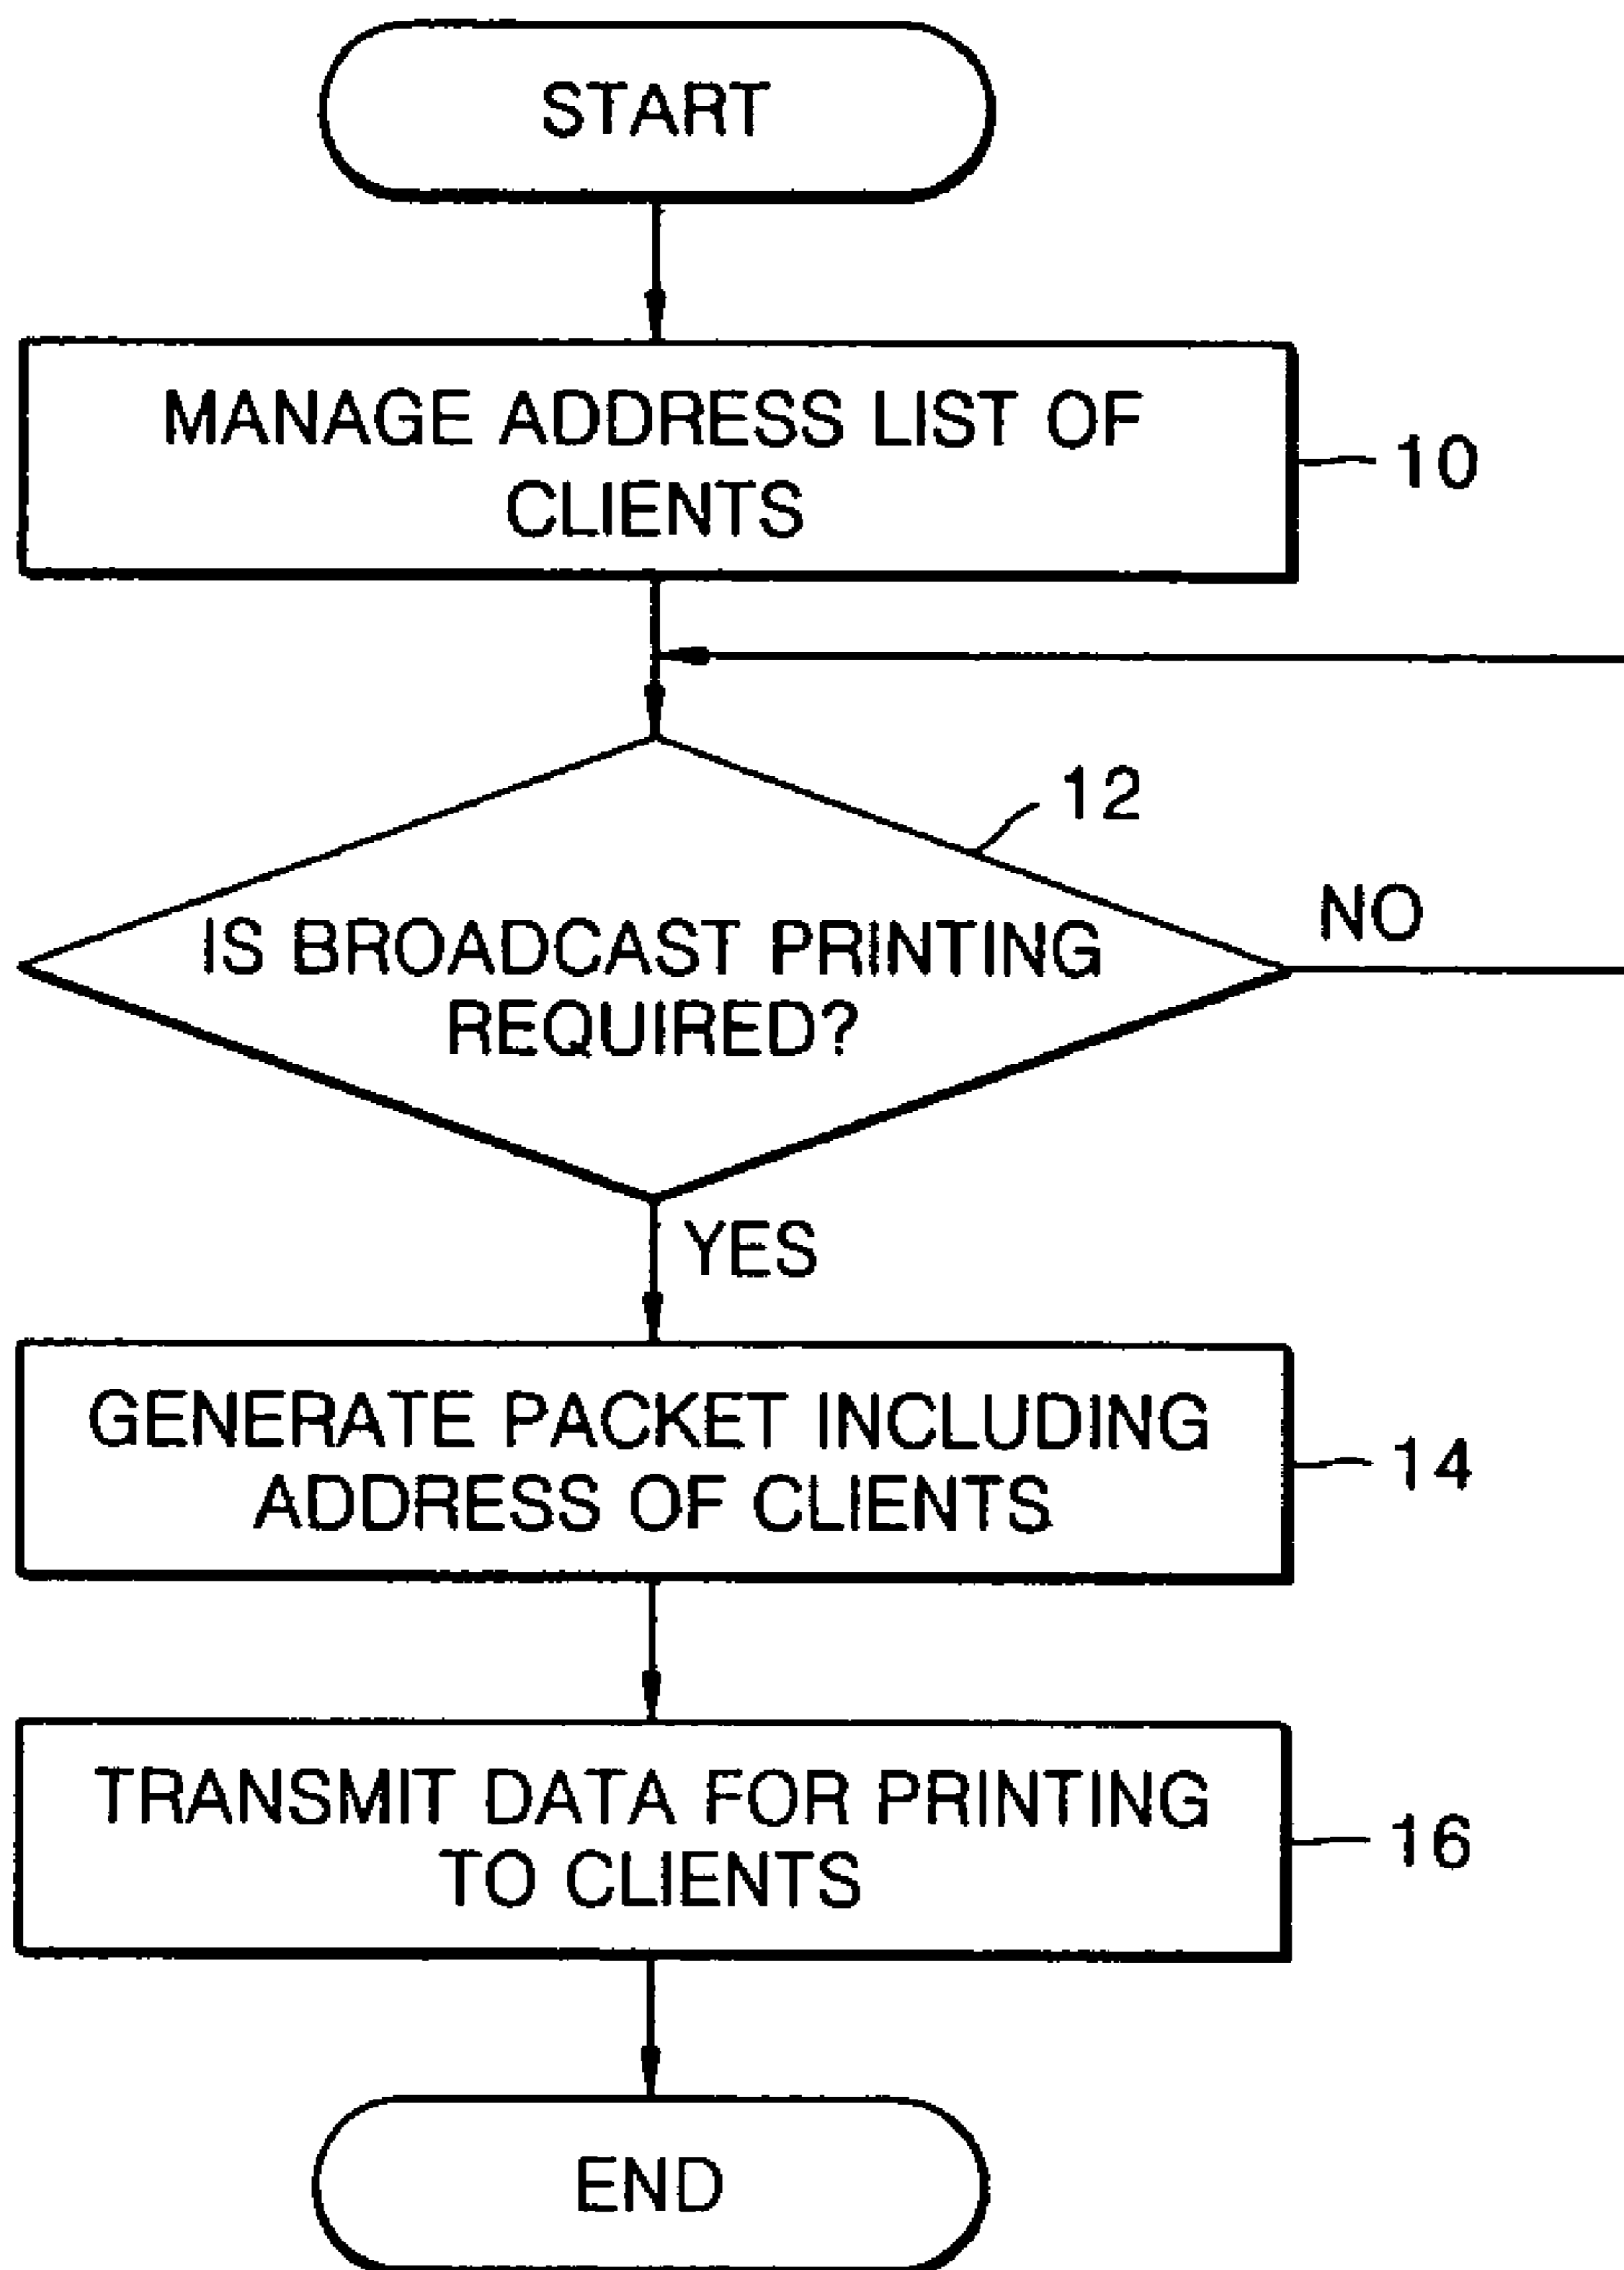 START
MANAGE ADDRESS LIST OF
CLIENTS
10
12
IS BROADCAST PRINTING
REQUIRED?
NO
YES
GENERATE PACKET INCLUDING
ADDRESS OF CLIENTS
14
TRANSMIT DATA FOR PRINTING
TO CLIENTS
16
END